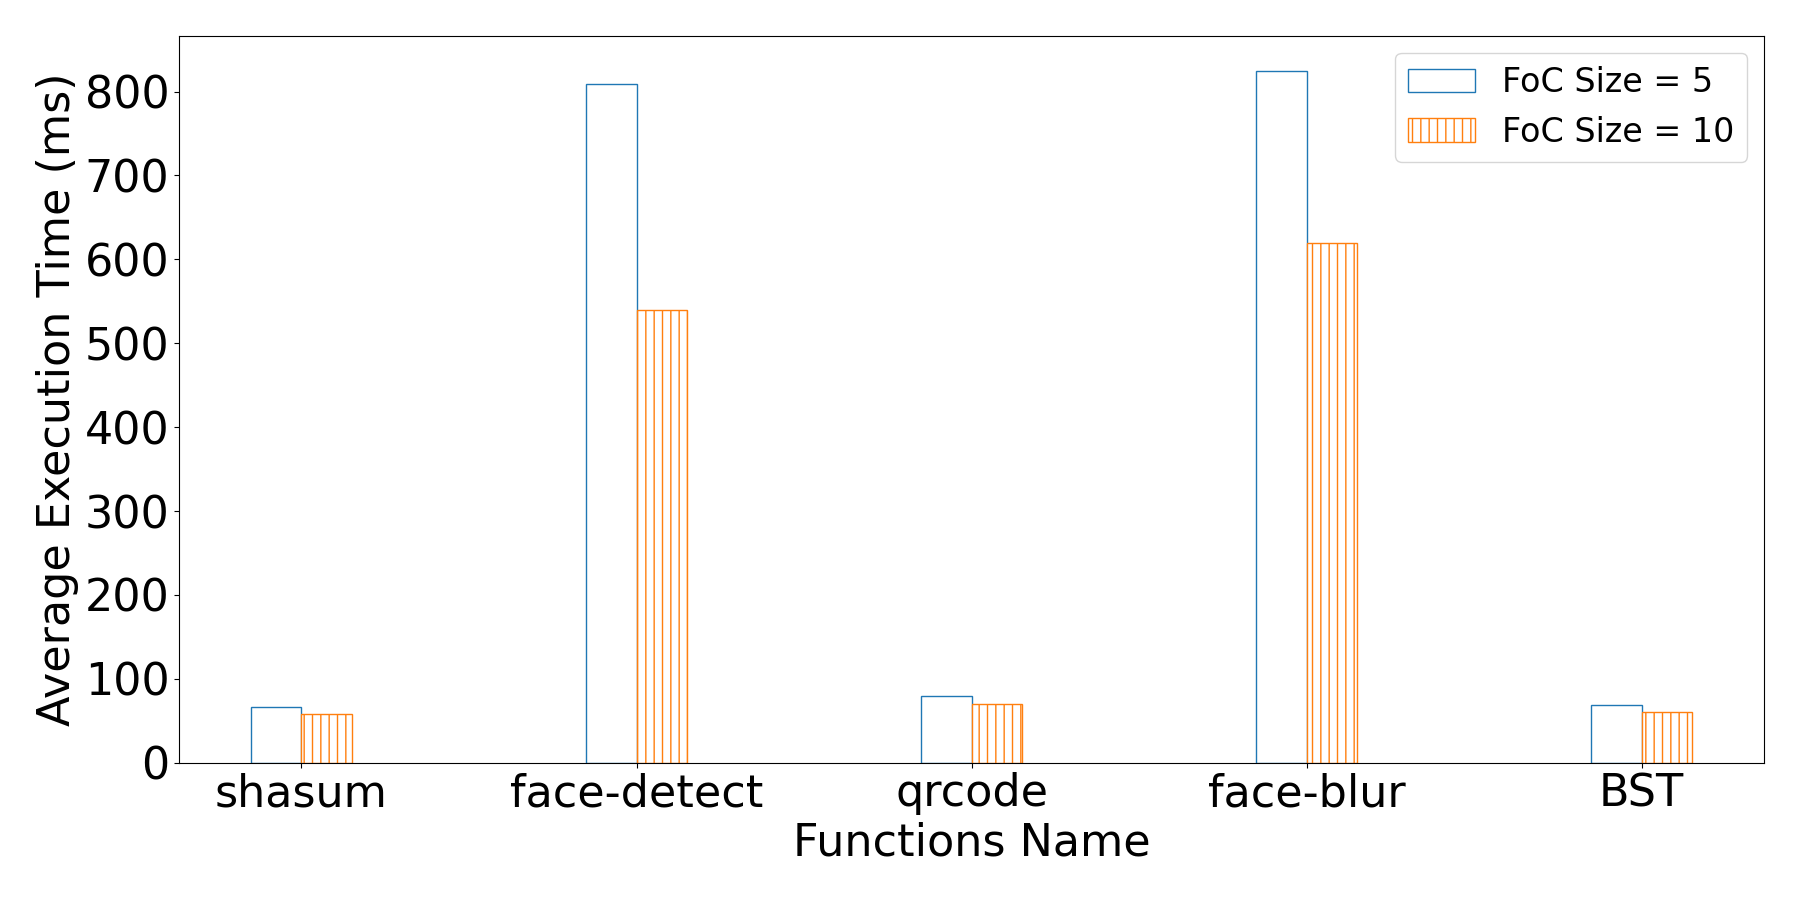 FoC Size = 5
FoC Size = 10
Average Execution Time (ms)
800
700
600
500
400
300
200
100
0
shasum face-detect qrcode face-blur BST
Functions Name